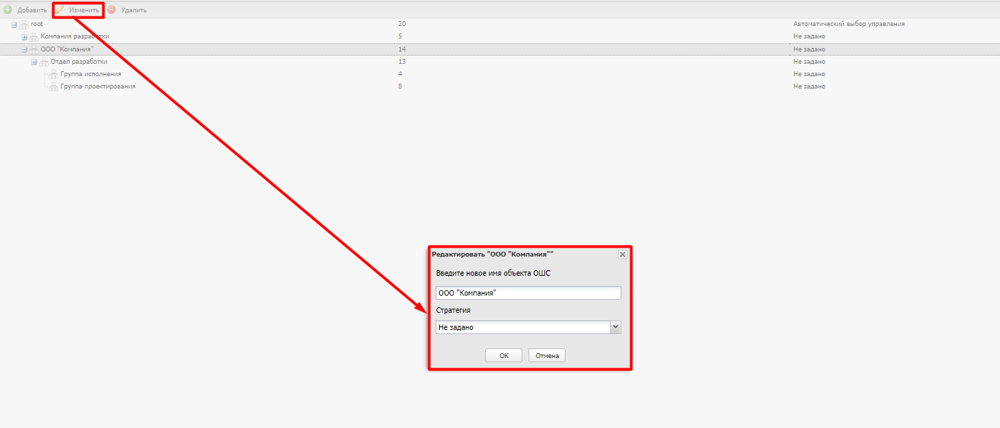 Добавить Изменить Удалить
root 20 Автоматический выбор управления
Компания разработки 5 Не задано
ООО "Компания" 14 Не задано
Отдел разработки 13 Не задано
Группа исполнения 4 Не задано
Группа проектирования 8 Не задано
Редактировать "ООО "Компания""
Введите новое имя объекта ОШС
ООО "Компания"
Стратегия
Не задано
ОК Отмена